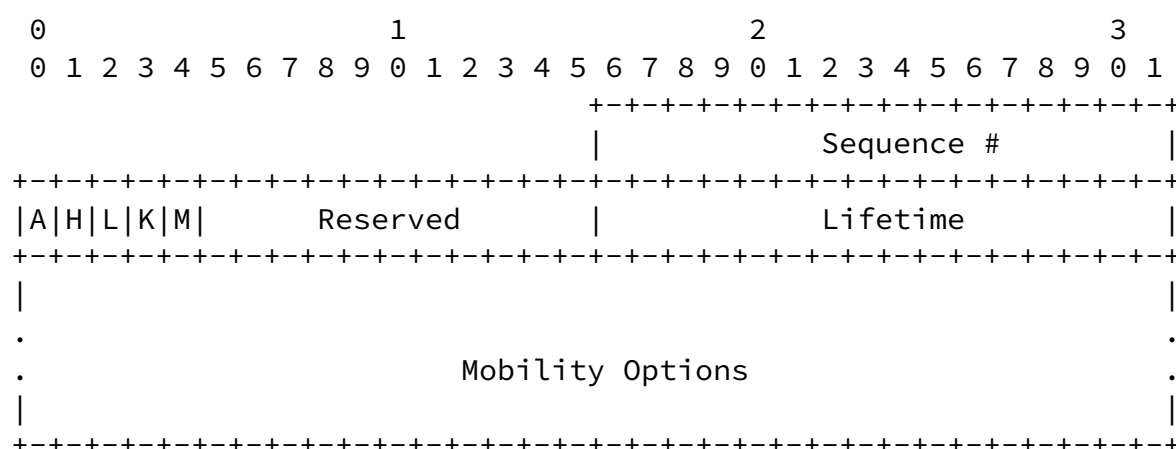 0                   1                   2                   3
 0 1 2 3 4 5 6 7 8 9 0 1 2 3 4 5 6 7 8 9 0 1 2 3 4 5 6 7 8 9 0 1
                                +-+-+-+-+-+-+-+-+-+-+-+-+-+-+-+-+
                                |            Sequence #         |
+-+-+-+-+-+-+-+-+-+-+-+-+-+-+-+-+-+-+-+-+-+-+-+-+-+-+-+-+-+-+-+-+
|A|H|L|K|M|      Reserved       |            Lifetime           |
+-+-+-+-+-+-+-+-+-+-+-+-+-+-+-+-+-+-+-+-+-+-+-+-+-+-+-+-+-+-+-+-+
|                                                               |
.                                                               .
.                        Mobility Options                       .
|                                                               |
+-+-+-+-+-+-+-+-+-+-+-+-+-+-+-+-+-+-+-+-+-+-+-+-+-+-+-+-+-+-+-+-+